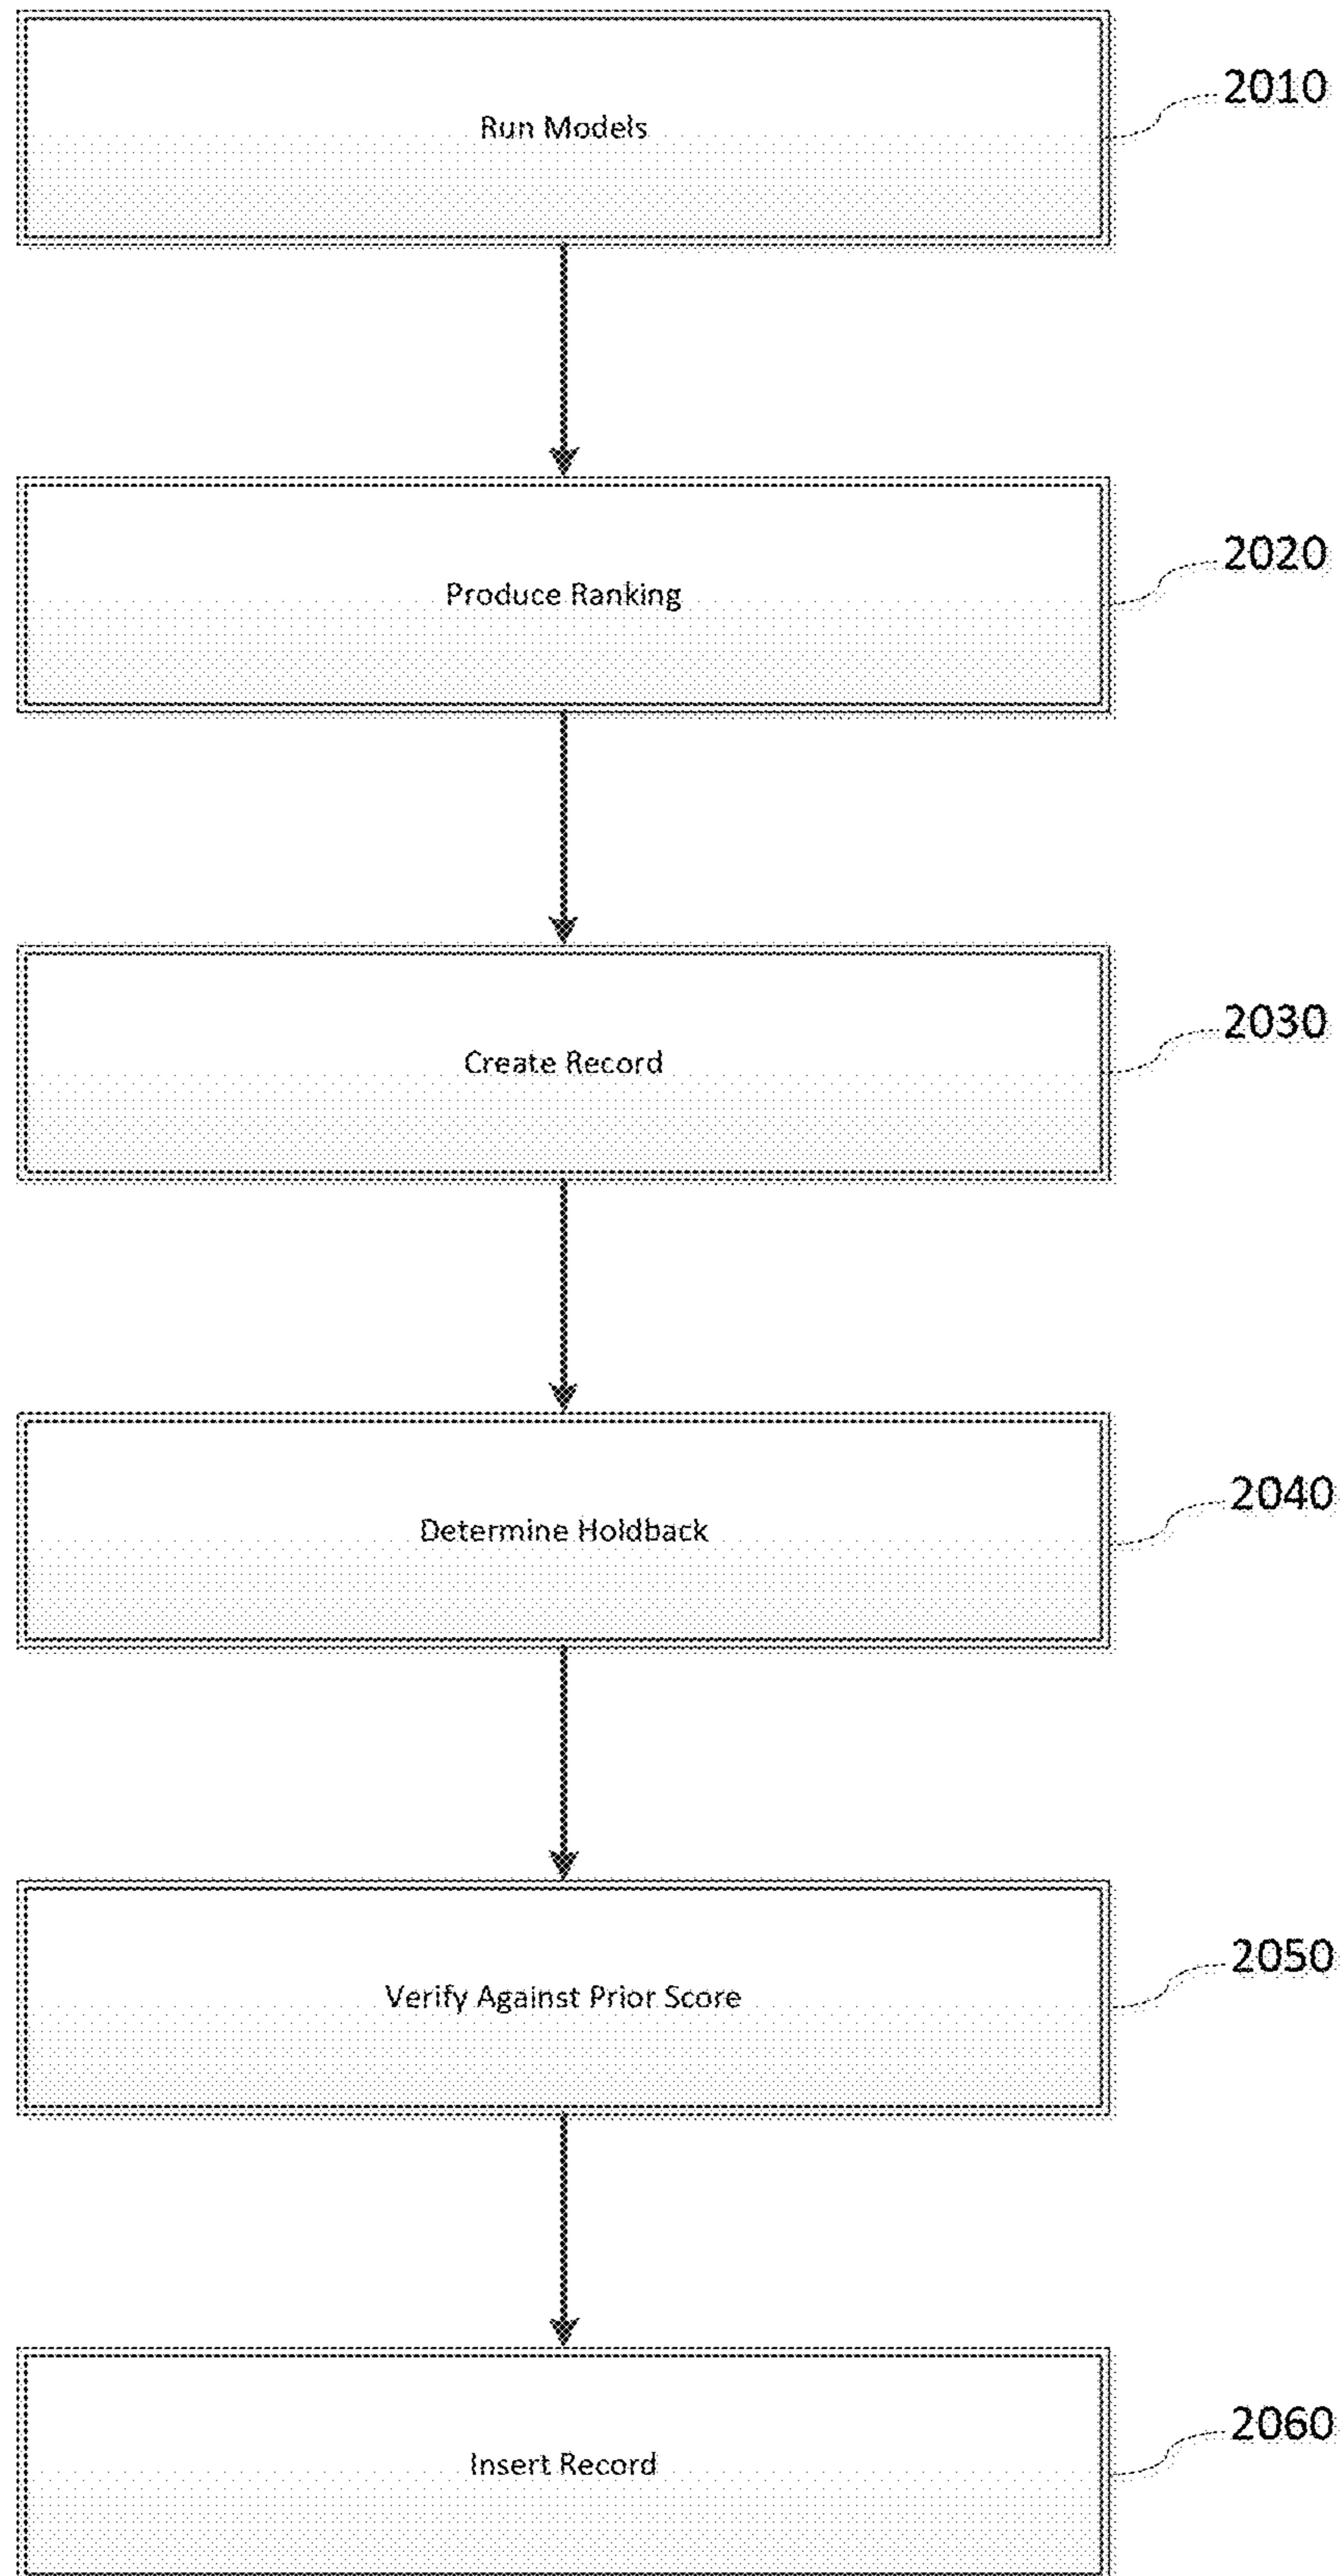 Run Models
2010
Produce Ranking
2020
Create Record
2030
Determine Holdback
2040
Verify Against Prior Score
2050
Insert Record
2060